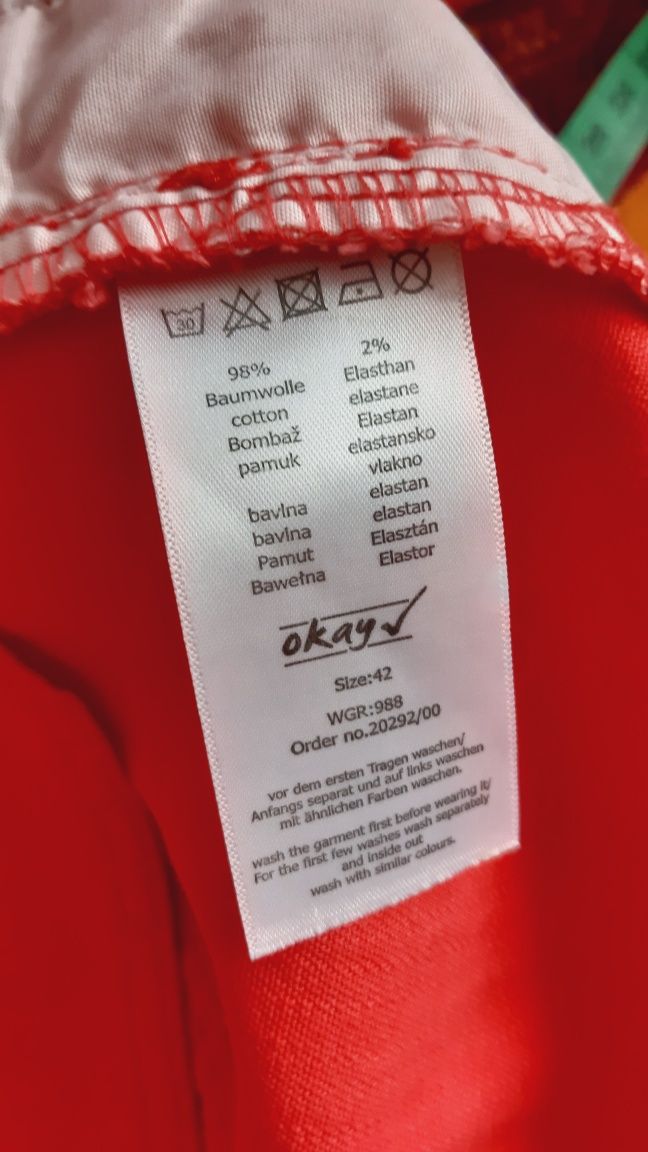 30
98%
Baumwolle
cotton
Bombaž
pamuk
bavlna
bavlna
Pamut
Bawełna
2%
Elasthan
elastane
Elastan
elastansko
vlakno
elastan
elastan
Elasztán
Elastor
okay
Size:42
WGR:988
Order no.20292/00
vor dem ersten Tragen waschen/
Anfangs separat und auf links waschen
mit ähnlichen Farben waschen.
wash the garment first before wearing it/
For the first few washes wash separately
and inside out
wash with similar colours.